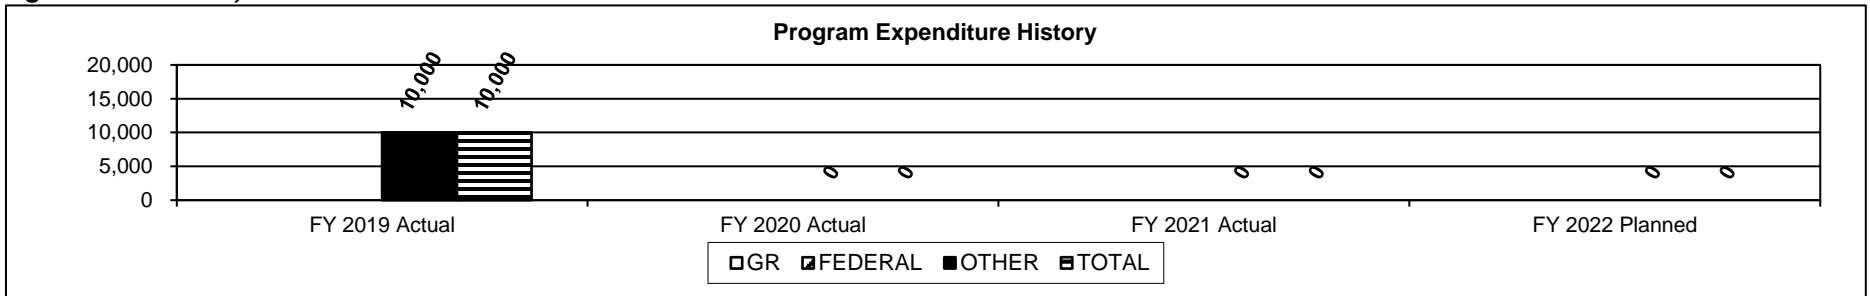 Program Expenditure History
20,000
15,000
10,000
5,000
0
10,000
10,000
0
0
0
0
0
0
FY 2019 Actual
FY 2020 Actual
FY 2021 Actual
FY 2022 Planned
GR FEDERAL OTHER TOTAL